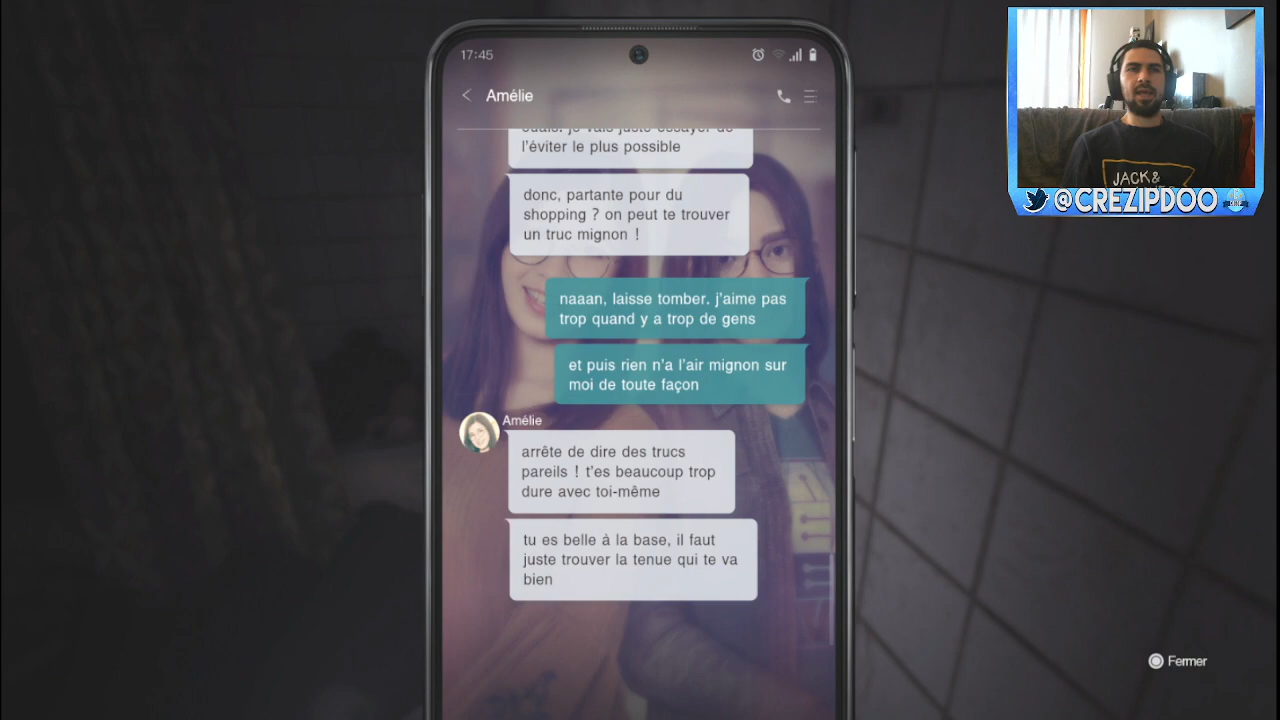 17:45
Amélie
l'éviter le plus possible
donc, partante pour du
shopping ? on peut te trouver
un truc mignon !
naaan, laisse tomber. j'aime pas
trop quand y a trop de gens
et puis rien n'a l'air mignon sur
moi de toute façon
Amélie
arrête de dire des trucs
pareils ! t'es beaucoup trop
dure avec toi-même
tu es belle à la base, il faut
juste trouver la tenue qui te va
bien
Fermer
JACK &
@CREZIPDOO